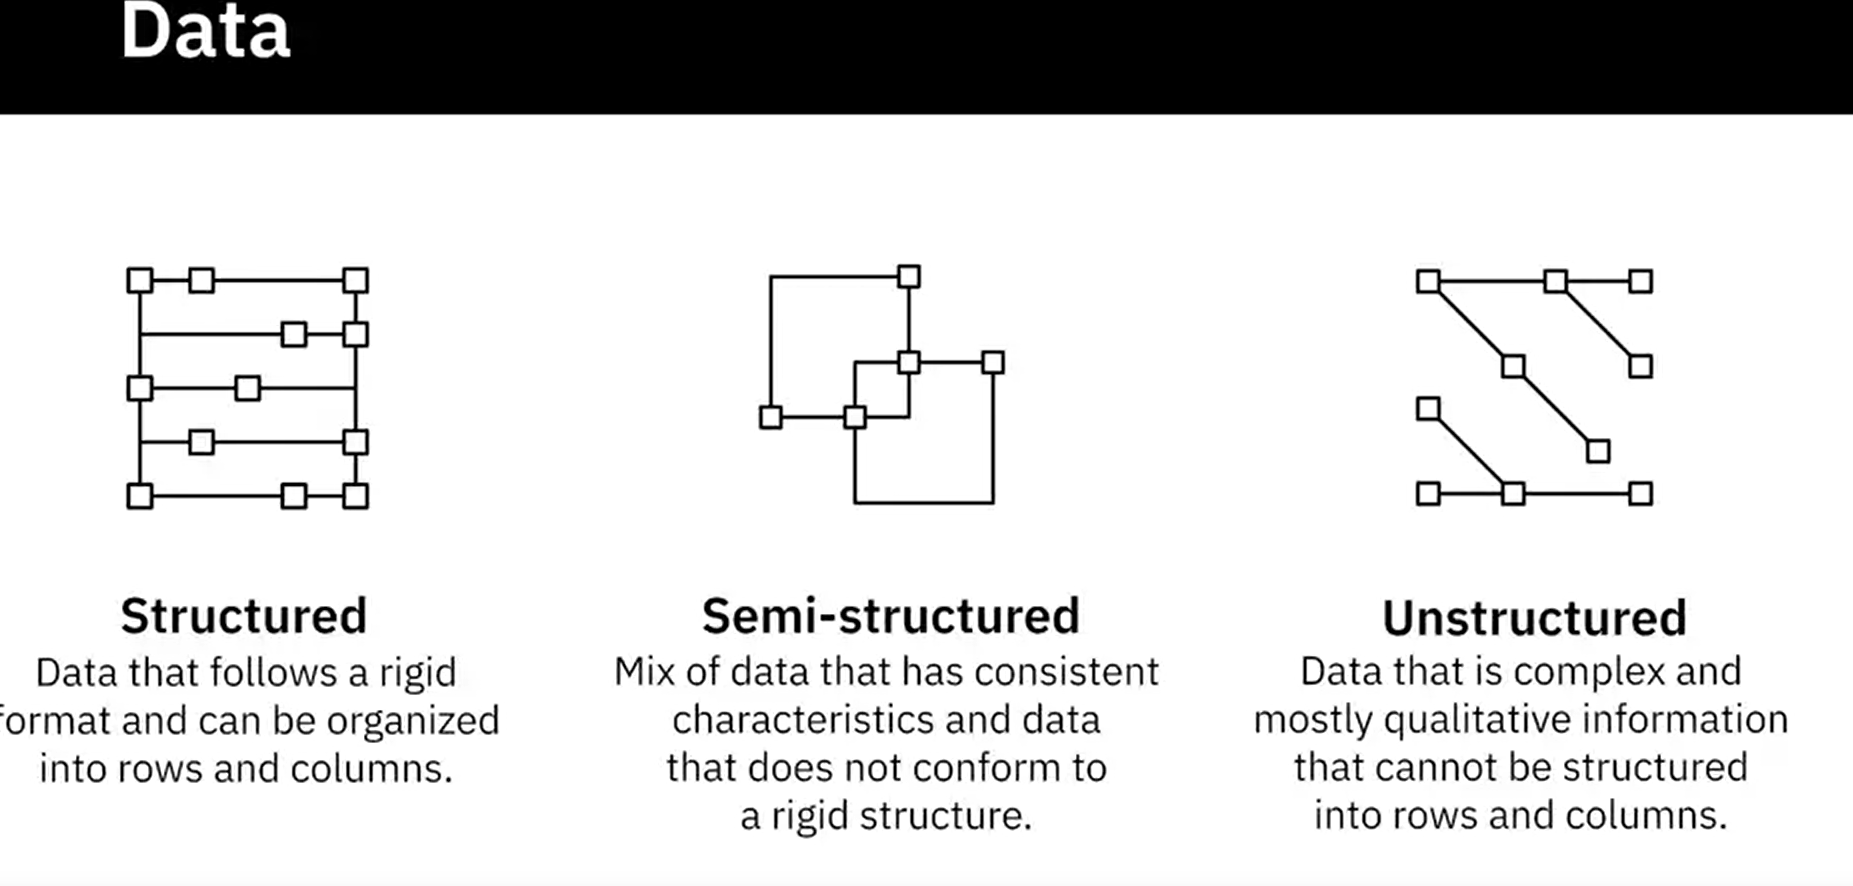 Data
Structured
Data that follows a rigid
format and can be organized
into rows and columns.
Semi-structured
Mix of data that has consistent
characteristics and data
that does not conform to
a rigid structure.
Unstructured
Data that is complex and
mostly qualitative information
that cannot be structured
into rows and columns.